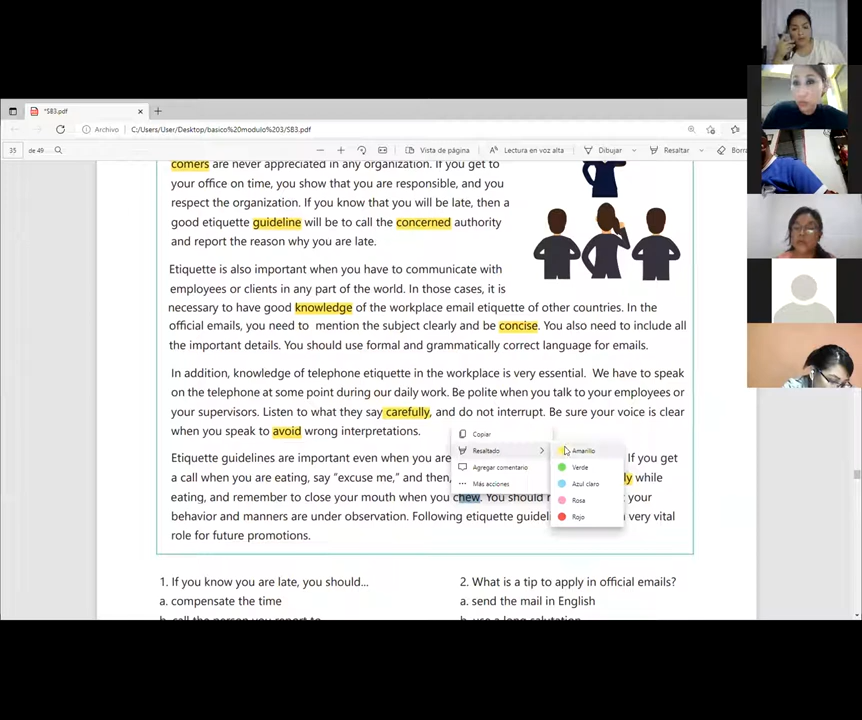 *SB3.pdf
Archivo C:/Users/User/Desktop/basico%20modulo%203/SB3.pdf
35 de 49 Vista de página Lectura en voz alta Dibujar Resaltar Borra
comers are never appreciated in any organization. If you get to
your office on time, you show that you are responsible, and you
respect the organization. If you know that you will be late, then a
good etiquette guideline will be to call the concerned authority
and report the reason why you are late.
Etiquette is also important when you have to communicate with
employees or clients in any part of the world. In those cases, it is
necessary to have good knowledge of the workplace email etiquette of other countries. In the
official emails, you need to mention the subject clearly and be concise. You also need to include all
the important details. You should use formal and grammatically correct language for emails.
In addition, knowledge of telephone etiquette in the workplace is very essential. We have to speak
on the telephone at some point during our daily work. Be polite when you talk to your employees or
your supervisors. Listen to what they say carefully, and do not interrupt. Be sure your voice is clear
when you speak to avoid wrong interpretations.
Etiquette guidelines are important even when you are If you get
a call when you are eating, say “excuse me,” and then, while
eating, and remember to close your mouth when you chew. You should your
behavior and manners are under observation. Following etiquette very vital
role for future promotions.
Copiar
Resaltado
Agregar comentario
Más acciones
Amarillo
Verde
Azul claro
Rosa
Rojo
1. If you know you are late, you should...
a. compensate the time
b. call the person you report to
2. What is a tip to apply in official emails?
a. send the mail in English
b. use a long salutation